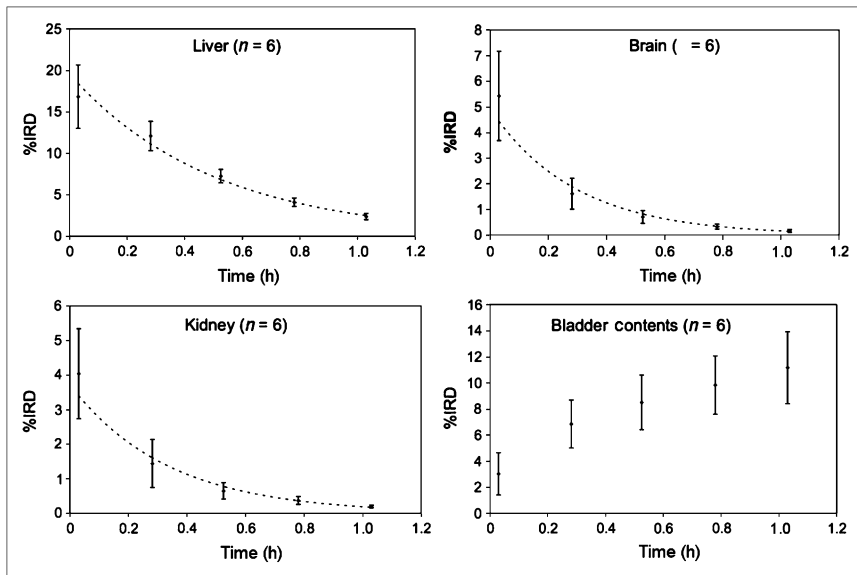 Liver (n = 6)
%IRD
25
20
15
10
5
0
0 0.2 0.4 0.6 0.8 1.0 1.2
Time (h)
Brain ( = 6)
%IRD
8
7
6
5
4
3
2
1
0
0 0.2 0.4 0.6 0.8 1.0 1.2
Time (h)
Kidney (n = 6)
%IRD
6
5
4
3
2
1
0
0 0.2 0.4 0.6 0.8 1.0 1.2
Time (h)
Bladder contents (n = 6)
%IRD
16
14
12
10
8
6
4
2
0
0 0.2 0.4 0.6 0.8 1.0 1.2
Time (h)